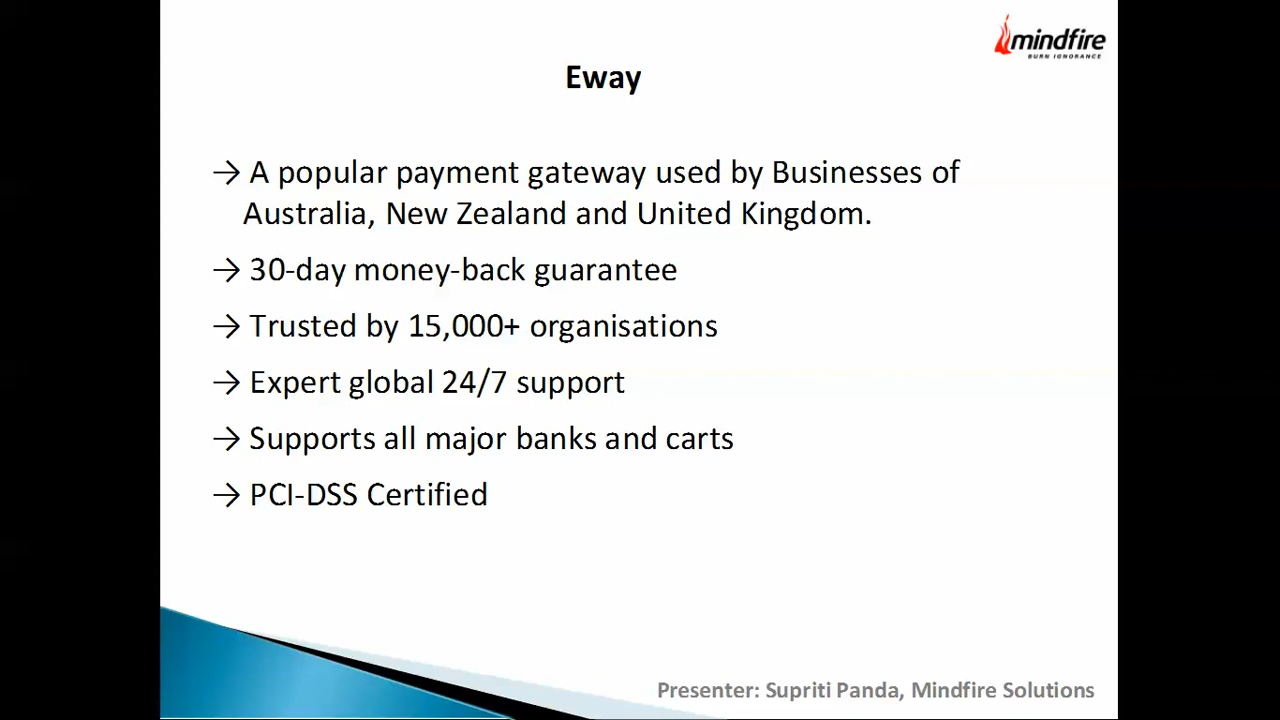 mindfire
BURN IGNORANCE
Eway
→ A popular payment gateway used by Businesses of
Australia, New Zealand and United Kingdom.
→ 30-day money-back guarantee
→ Trusted by 15,000+ organisations
→ Expert global 24/7 support
→ Supports all major banks and carts
→ PCI-DSS Certified
Presenter: Supriti Panda, Mindfire Solutions